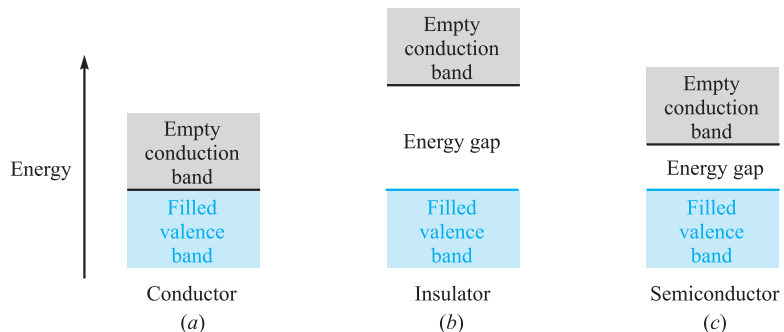 Energy
Empty
conduction
band
Filled
valence
band
Conductor
(a)
Empty
conduction
band
Energy gap
Filled
valence
band
Insulator
(b)
Empty
conduction
band
Energy gap
Filled
valence
band
Semiconductor
(c)